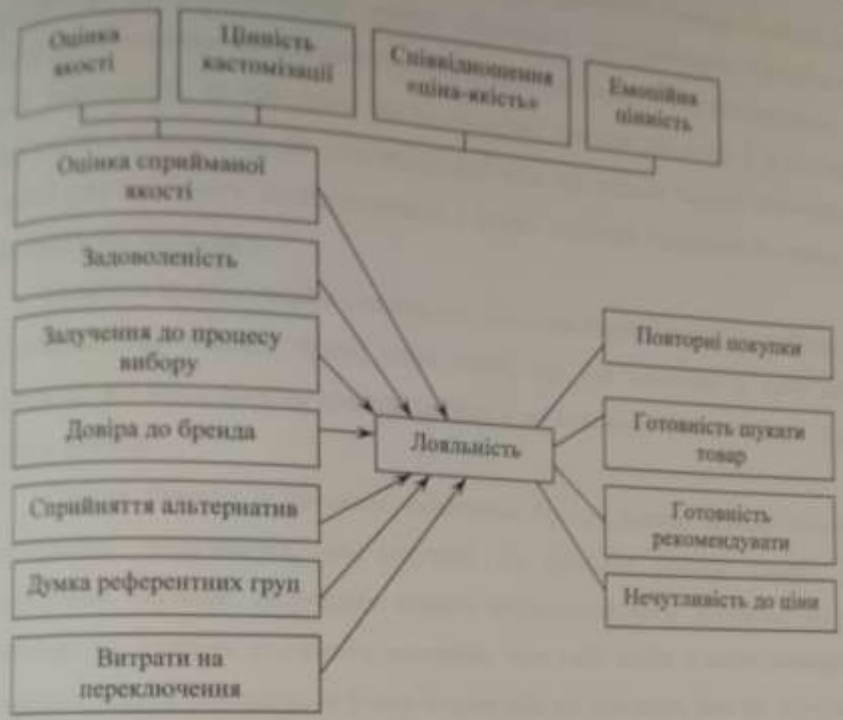 Оцінка
якості
Цінність
кастомізації
Співвідношення
«ціна-якість»
Емоційна
цінність
Оцінка сприйманої
якості
Задоволеність
Залучення до процесу
вибору
Довіра до бренда
Сприйняття альтернатив
Думка референтних груп
Витрати на
переключення
Лояльність
Повторні покупки
Готовність шукати
товар
Готовність
рекомендувати
Нечутливість до ціни